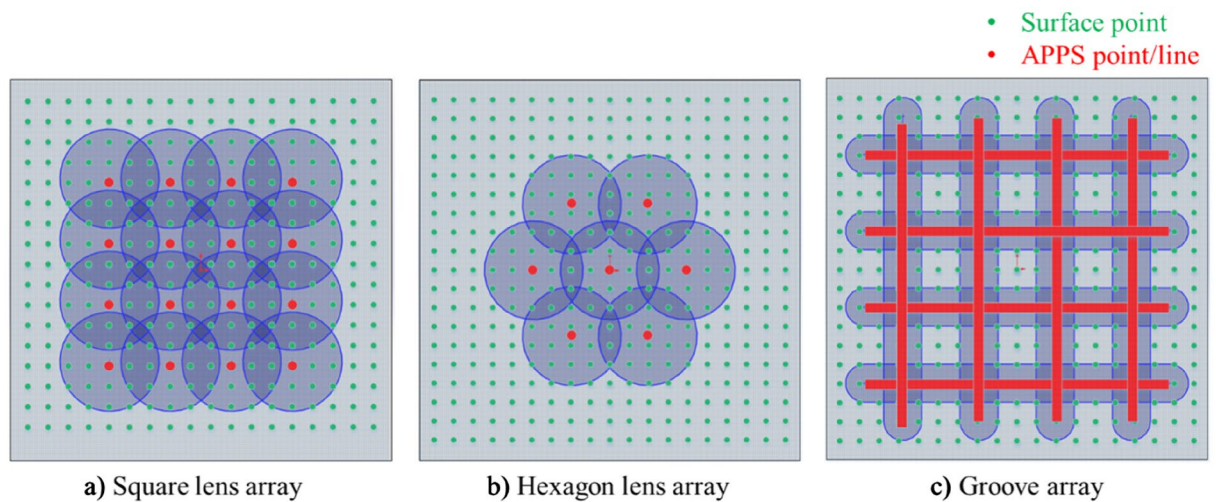 • Surface point
• APPS point/line
a) Square lens array
b) Hexagon lens array
c) Groove array